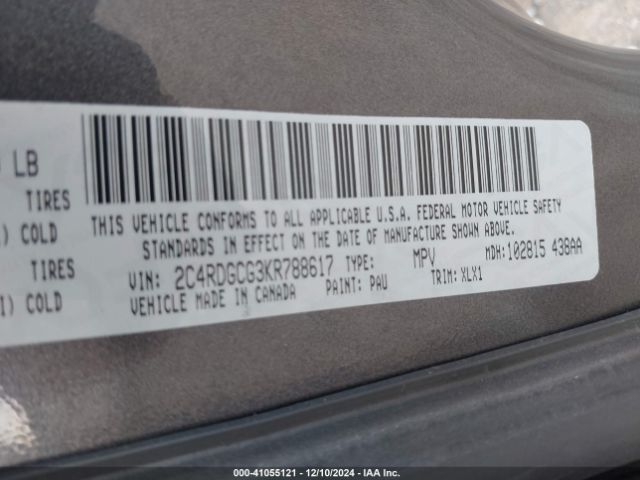 LB
TIRES
) COLD
TIRES
I) COLD
THIS VEHICLE CONFORMS TO ALL APPLICABLE U.S.A. FEDERAL MOTOR VEHICLE SAFETY
STANDARDS IN EFFECT ON THE DATE OF MANUFACTURE SHOWN ABOVE.
VIN: 2C4RDGCG3KR788617 TYPE: MPV MDH:102815 438AA
VEHICLE MADE IN CANADA PAINT: PAU TRIM: XLX1
000-41055121 - 12/10/2024 - IAA Inc.